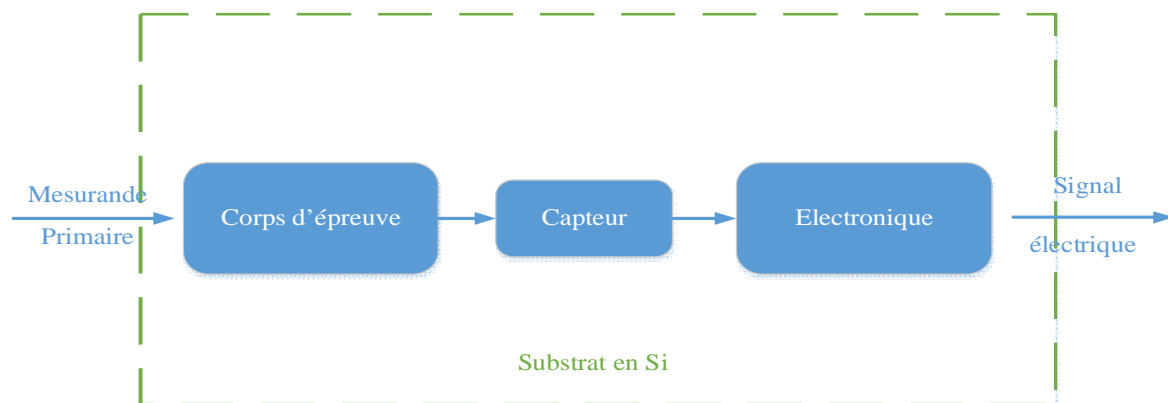 Mesurande
Primaire
Corps d'épreuve
Capteur
Electronique
Signal
électrique
Substrat en Si